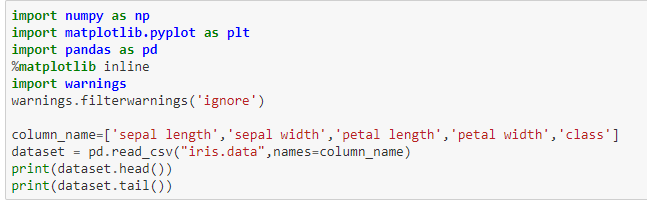 import numpy as np
import matplotlib.pyplot as plt
import pandas as pd
%matplotlib inline
import warnings
warnings.filterwarnings('ignore')
column_name=['sepal length','sepal width','petal length','petal width','class']
dataset = pd.read_csv("iris.data",names=column_name)
print(dataset.head())
print(dataset.tail())